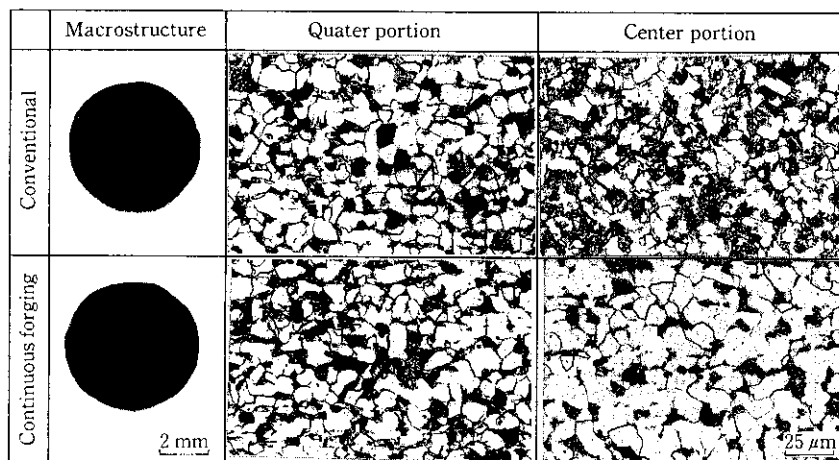 Macrostructure
Quater portion
Center portion
Conventional
Continuous forging
2 mm
25 μm